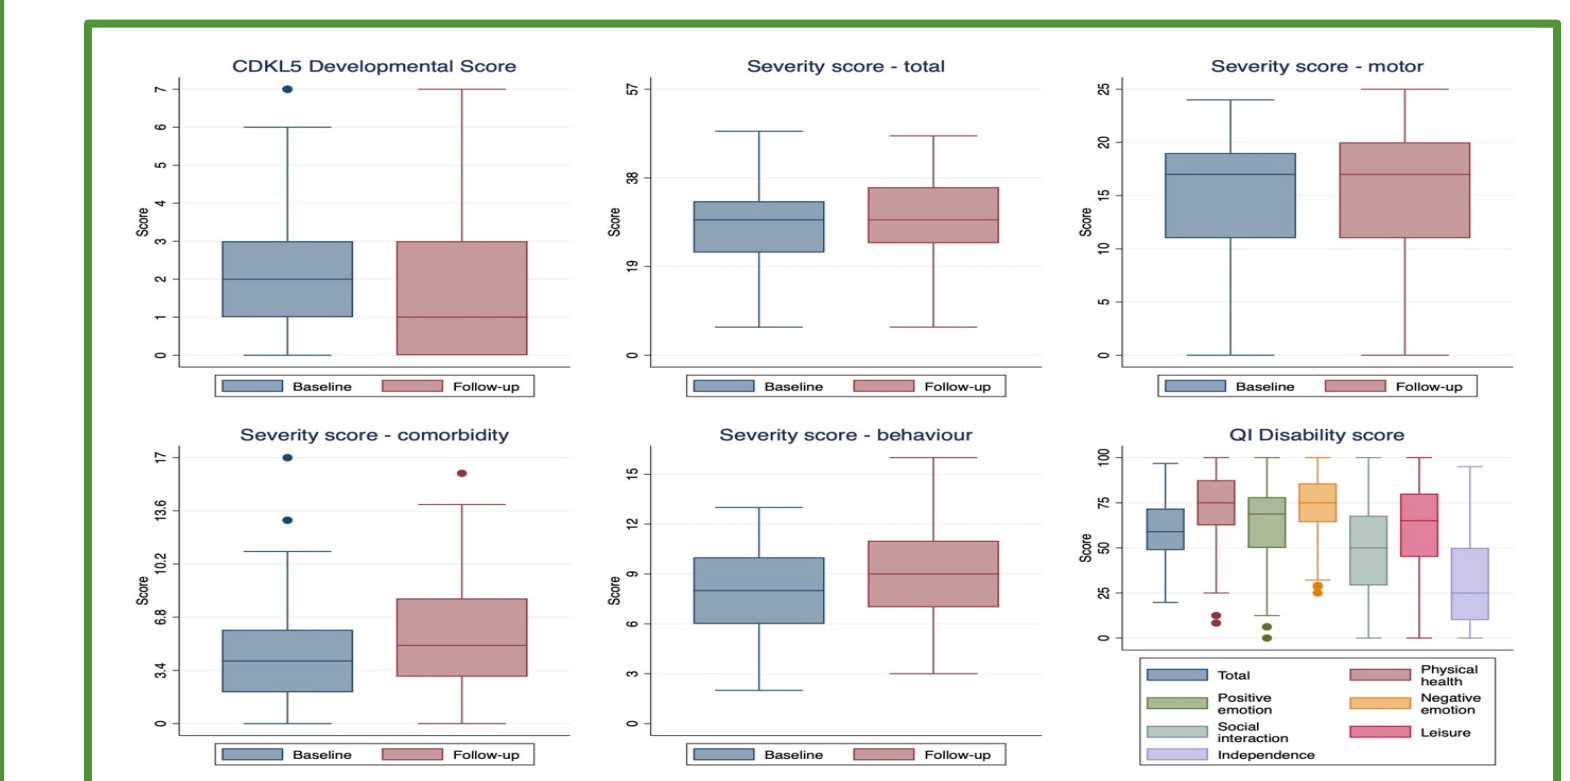 CDKL5 Developmental Score
Score
7
6
5
4
3
2
1
0
Baseline
Follow-up
Severity score - total
Score
57
38
19
0
Baseline
Follow-up
Severity score - motor
Score
25
20
15
10
5
0
Baseline
Follow-up
Severity score - comorbidity
Score
17
13.6
10.2
6.8
3.4
0
Baseline
Follow-up
Severity score - behaviour
Score
15
12
9
6
3
0
Baseline
Follow-up
QI Disability score
Score
100
75
50
25
0
Total
Physical
health
Positive
emotion
Negative
emotion
Social
interaction
Leisure
Independence